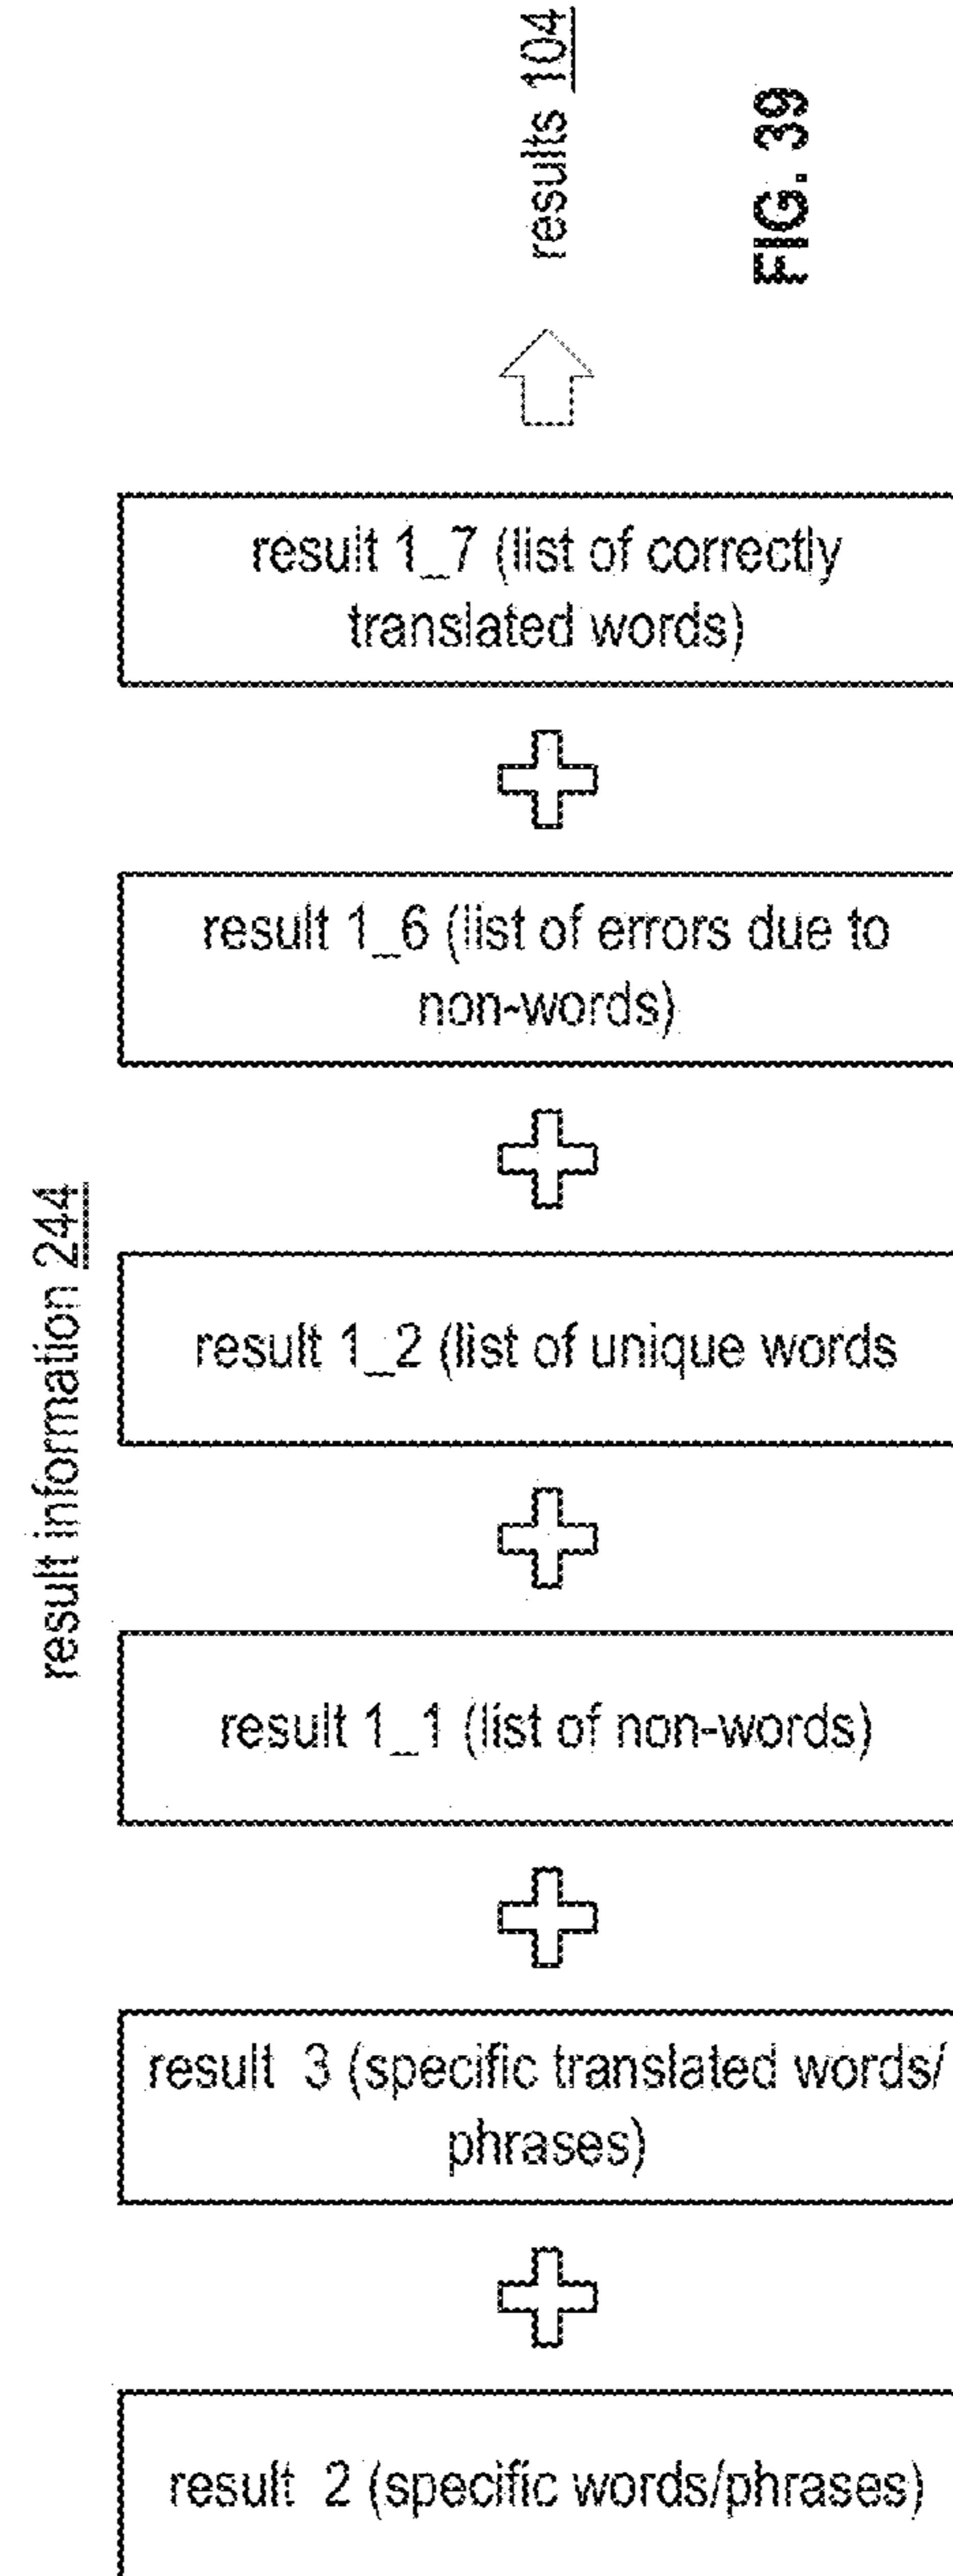 result information 244
result 1_7 (list of correctly
translated words)
result 1_6 (list of errors due to
non-words)
result 1_2 (list of unique words
result 1_1 (list of non-words)
result 3 (specific translated words/
phrases)
result 2 (specific words/phrases)
results 104
FIG. 39